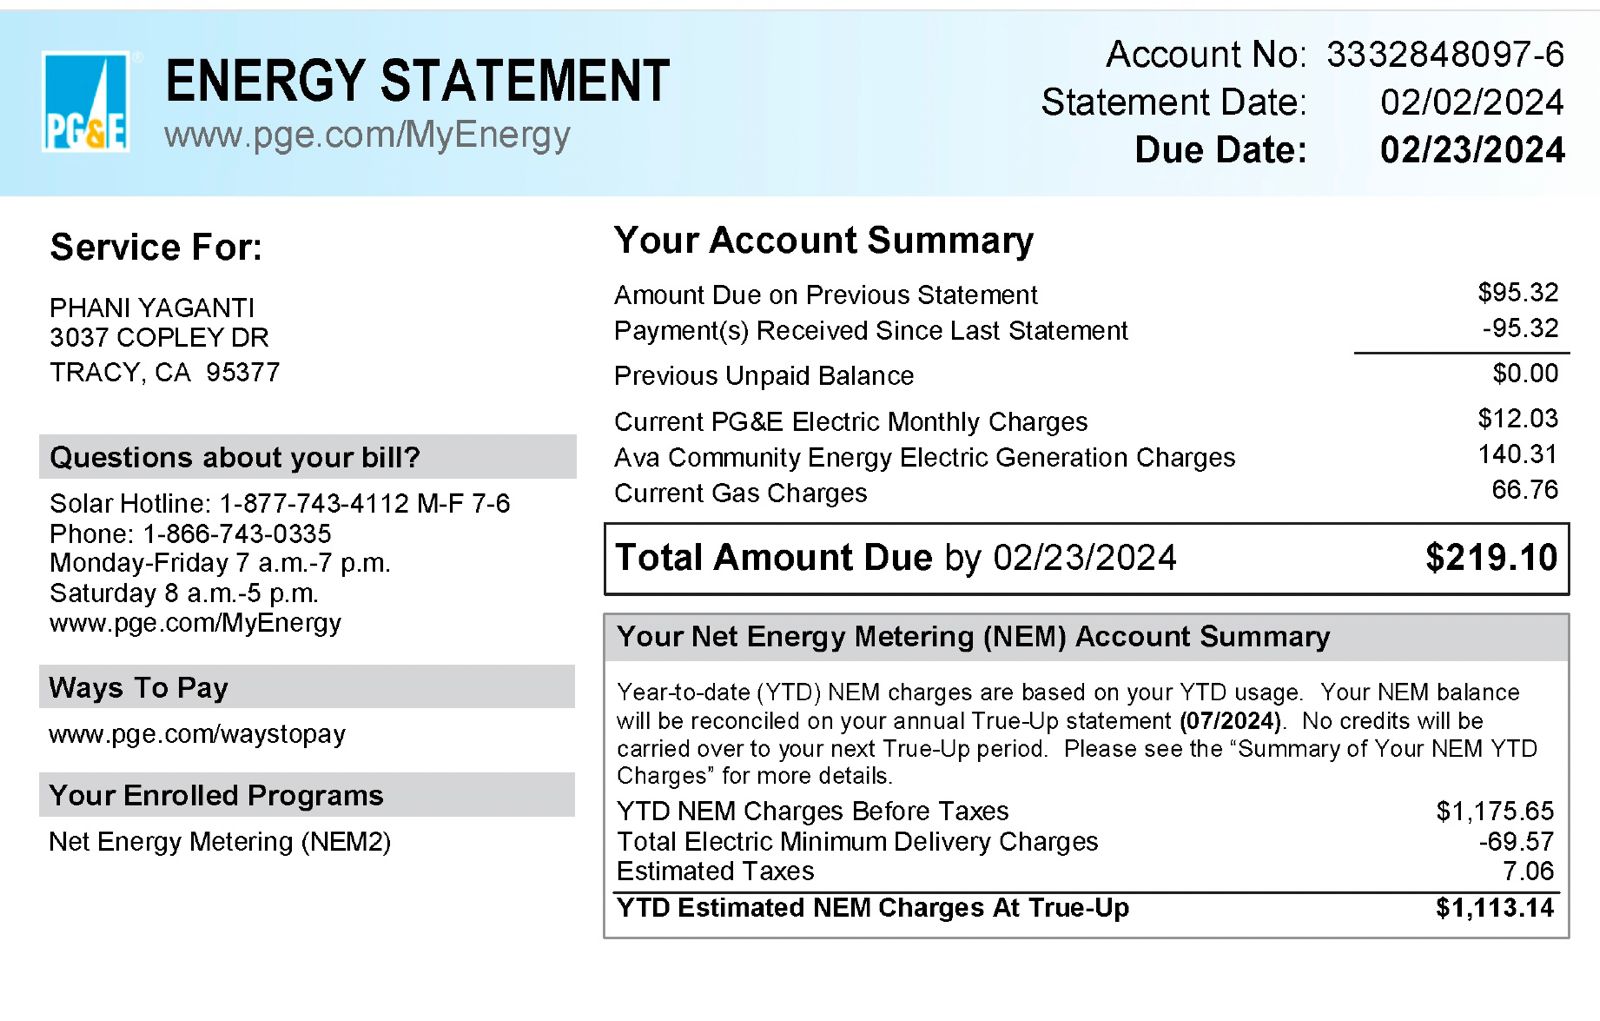 PG&E®
ENERGY STATEMENT
www.pge.com/MyEnergy
Account No: 3332848097-6
Statement Date: 02/02/2024
Due Date: 02/23/2024
Service For:
PHANI YAGANTI
3037 COPLEY DR
TRACY, CA 95377
Questions about your bill?
Solar Hotline: 1-877-743-4112 M-F 7-6
Phone: 1-866-743-0335
Monday-Friday 7 a.m.-7 p.m.
Saturday 8 a.m.-5 p.m.
www.pge.com/MyEnergy
Ways To Pay
www.pge.com/waystopay
Your Enrolled Programs
Net Energy Metering (NEM2)
Your Account Summary
Amount Due on Previous Statement $95.32
Payment(s) Received Since Last Statement -95.32
Previous Unpaid Balance $0.00
Current PG&E Electric Monthly Charges $12.03
Ava Community Energy Electric Generation Charges 140.31
Current Gas Charges 66.76
Total Amount Due by 02/23/2024 $219.10
Your Net Energy Metering (NEM) Account Summary
Year-to-date (YTD) NEM charges are based on your YTD usage. Your NEM balance
will be reconciled on your annual True-Up statement (07/2024). No credits will be
carried over to your next True-Up period. Please see the “Summary of Your NEM YTD
Charges” for more details.
YTD NEM Charges Before Taxes $1,175.65
Total Electric Minimum Delivery Charges -69.57
Estimated Taxes 7.06
YTD Estimated NEM Charges At True-Up $1,113.14